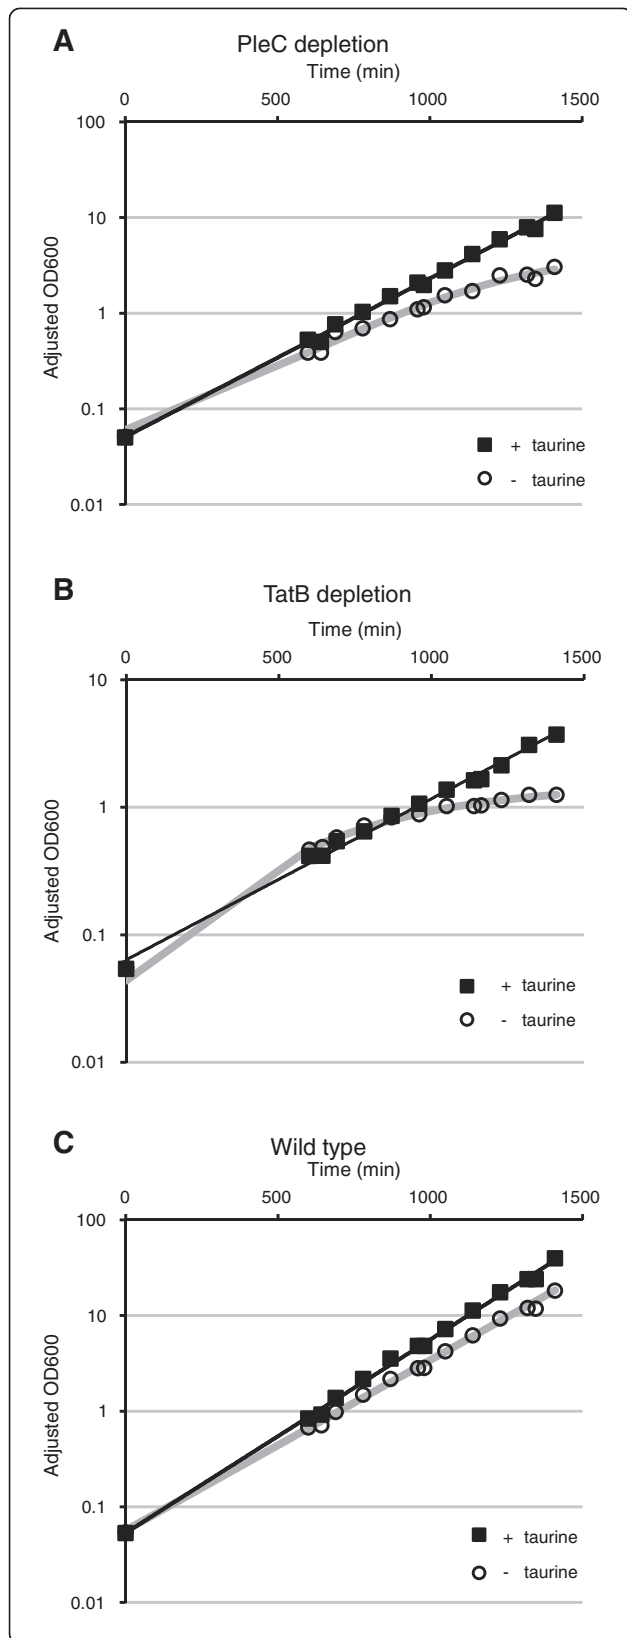 A
PleC depletion
Time (min)
0 500 1000 1500
100
10
1
0.1
0.01
Adjusted OD600
+ taurine
- taurine
B
TatB depletion
Time (min)
0 500 1000 1500
10
1
0.1
0.01
Adjusted OD600
+ taurine
- taurine
C
Wild type
Time (min)
0 500 1000 1500
100
10
1
0.1
0.01
Adjusted OD600
+ taurine
- taurine